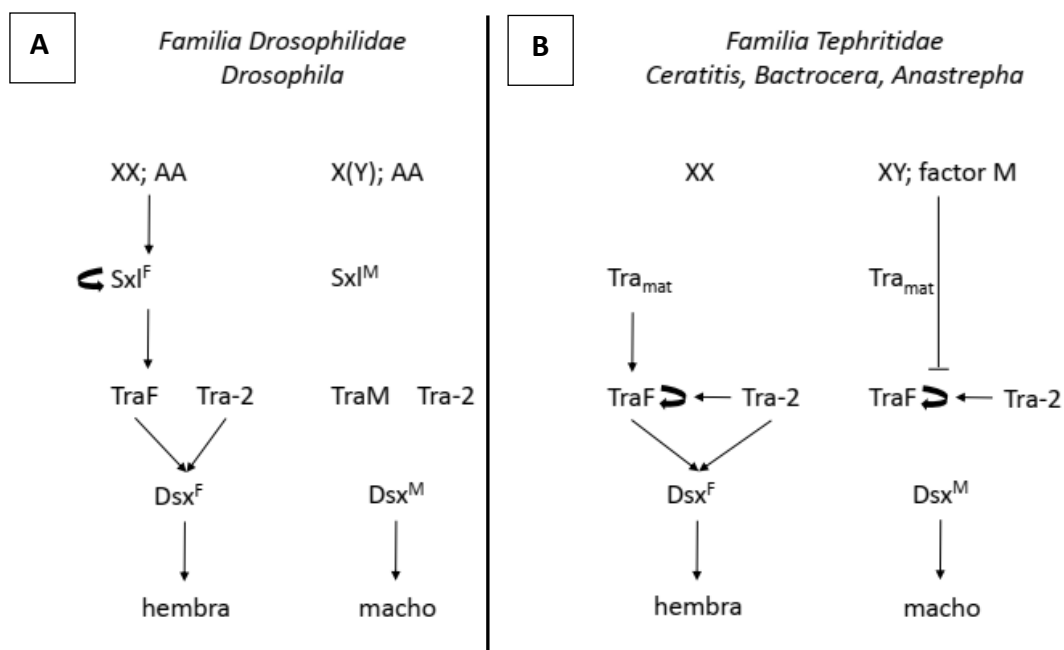 A
Familia Drosophilidae
Drosophila
XX; AA
X(Y); AA
Sxl^F
Sxl^M
TraF
Tra-2
TraM
Tra-2
Dsx^F
Dsx^M
hembra
macho
B
Familia Tephritidae
Ceratitis, Bactrocera, Anastrepha
XX
XY; factor M
Tra_mat
Tra_mat
TraF
Tra-2
TraF
Tra-2
Dsx^F
Dsx^M
hembra
macho